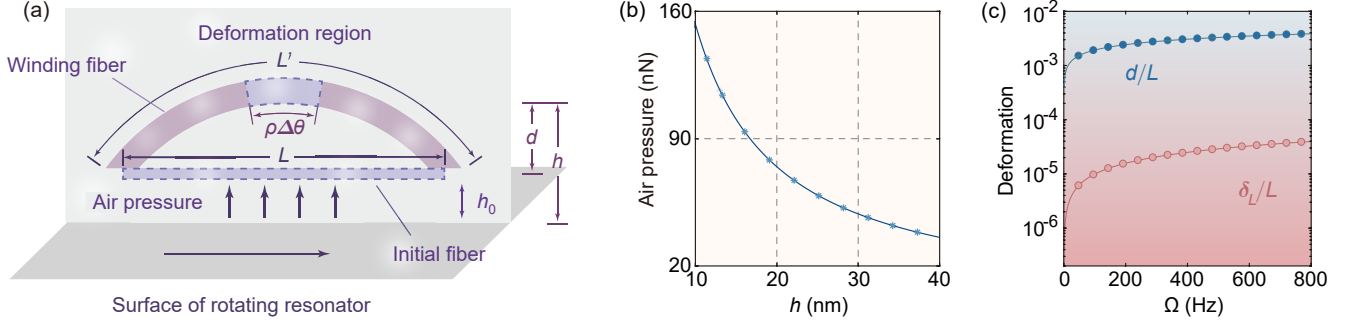 (a)
Deformation region
Winding fiber
L'
ρΔθ
L
d
h
Air pressure
h₀
Initial fiber
Surface of rotating resonator
(b)
Air pressure (nN)
160
90
20
10
20
30
40
h (nm)
(c)
Deformation
10⁻²
10⁻³
10⁻⁴
10⁻⁵
10⁻⁶
d/L
δ_L/L
0
200
400
600
800
Ω (Hz)